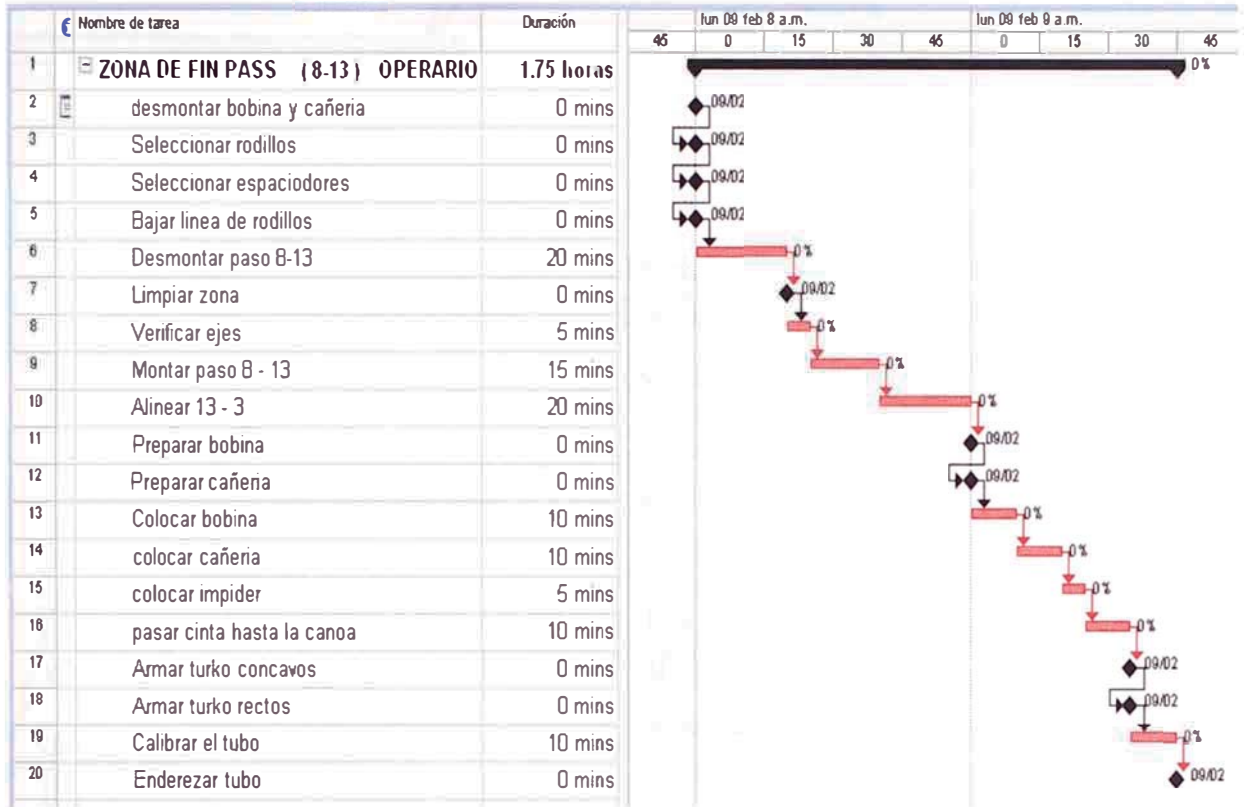 Nombre de tarea Duración lun 09 feb 8 a.m. lun 09 feb 9 a.m.
45 0 15 30 45 0 15 30 45
1 ZONA DE FIN PASS (8-13) OPERARIO 1.75 horas 0%
2 desmontar bobina y cañeria 0 mins 09/02
3 Seleccionar rodillos 0 mins 09/02
4 Seleccionar espaciodores 0 mins 09/02
5 Bajar linea de rodillos 0 mins 09/02
6 Desmontar paso 8-13 20 mins 0%
7 Limpiar zona 0 mins 09/02
8 Verificar ejes 5 mins 0%
9 Montar paso 8 - 13 15 mins 0%
10 Alinear 13 - 3 20 mins 0%
11 Preparar bobina 0 mins 09/02
12 Preparar cañeria 0 mins 09/02
13 Colocar bobina 10 mins 0%
14 colocar cañeria 10 mins 0%
15 colocar impider 5 mins 0%
16 pasar cinta hasta la canoa 10 mins 0%
17 Armar turko concavos 0 mins 09/02
18 Armar turko rectos 0 mins 09/02
19 Calibrar el tubo 10 mins 0%
20 Enderezar tubo 0 mins 09/02